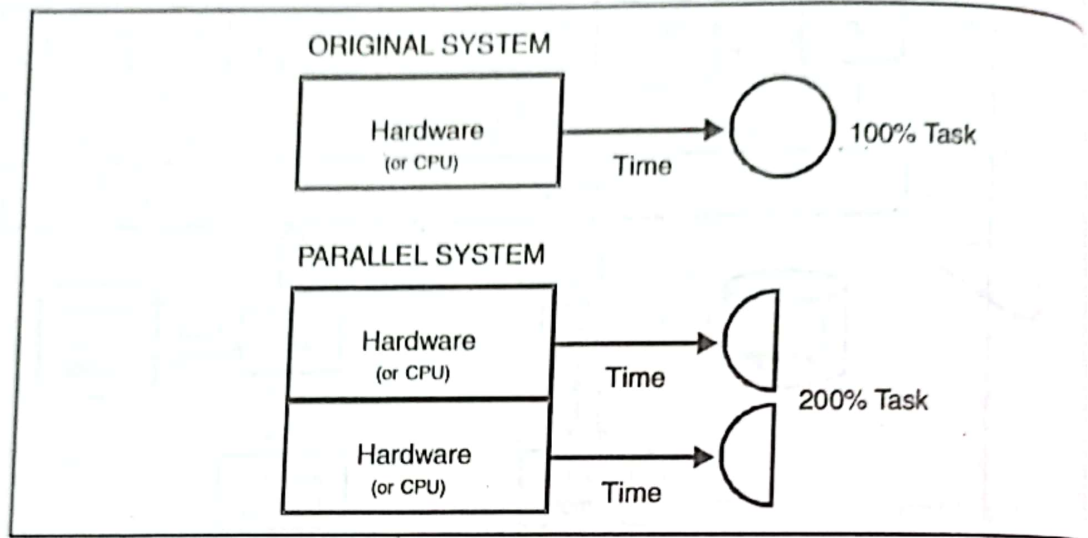 ORIGINAL SYSTEM
Hardware
(or CPU)
Time
100% Task
PARALLEL SYSTEM
Hardware
(or CPU)
Time
200% Task
Hardware
(or CPU)
Time